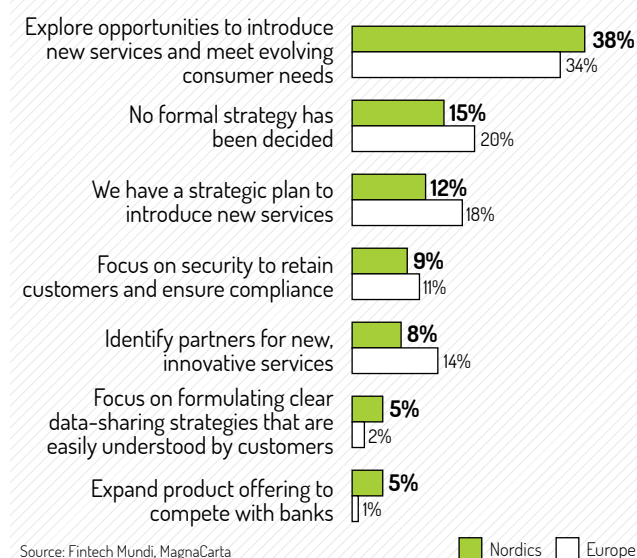 Explore opportunities to introduce
new services and meet evolving
consumer needs
38%
34%
No formal strategy has
been decided
15%
20%
We have a strategic plan to
introduce new services
12%
18%
Focus on security to retain
customers and ensure compliance
9%
11%
Identify partners for new,
innovative services
8%
14%
Focus on formulating clear
data-sharing strategies that are
easily understood by customers
5%
2%
Expand product offering to
compete with banks
5%
1%
Source: Fintech Mundi, MagnaCarta
Nordics
Europe